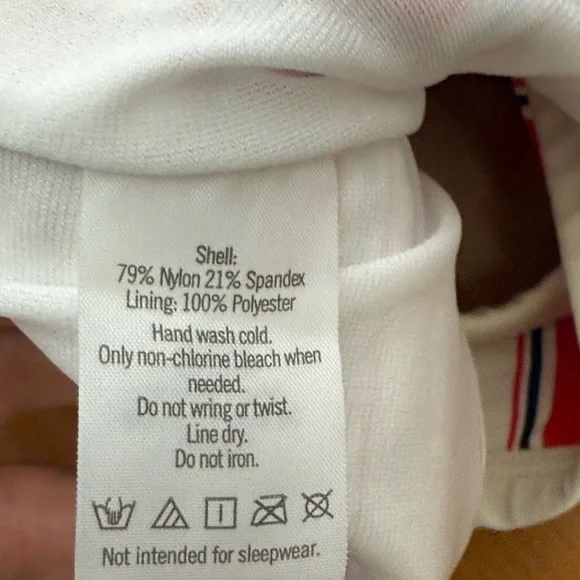 Shell:
79% Nylon 21% Spandex
Lining: 100% Polyester
Hand wash cold.
Only non-chlorine bleach when
needed.
Do not wring or twist.
Line dry.
Do not iron.
Not intended for sleepwear.